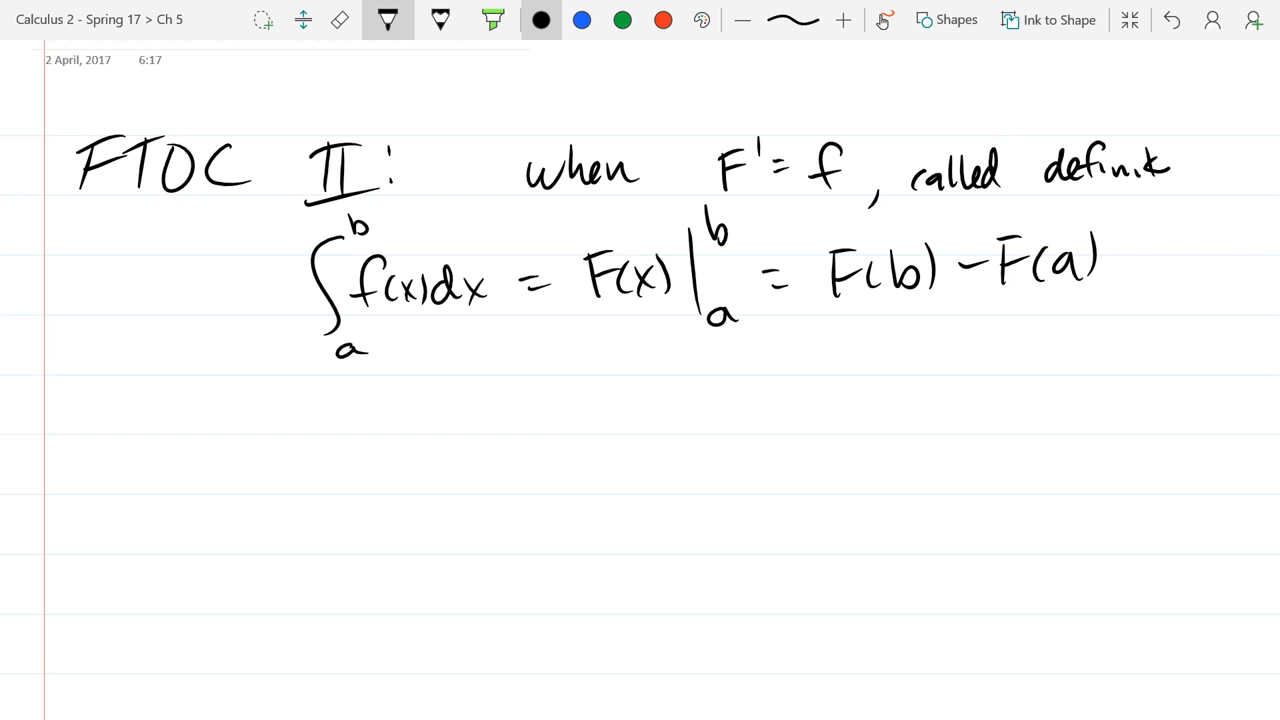 Calculus 2 - Spring 17 > Ch 5 Shapes Ink to Shape
2 April, 2017 6:17
FTOC II: when F' = f, called definite
∫_a^b f(x)dx = F(x)|_a^b = F(b) - F(a)